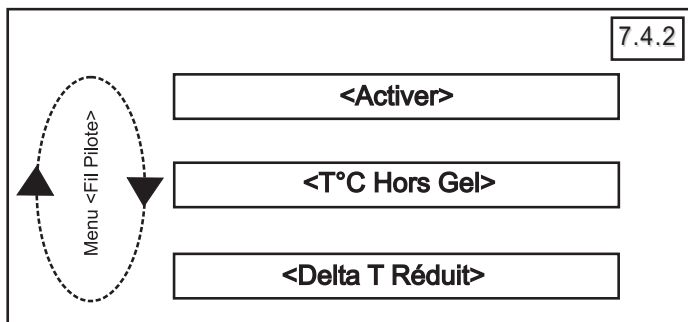 7.4.2
<Activer>
Menu <Fil Pilote>
<T°C Hors Gel>
<Delta T Réduit>